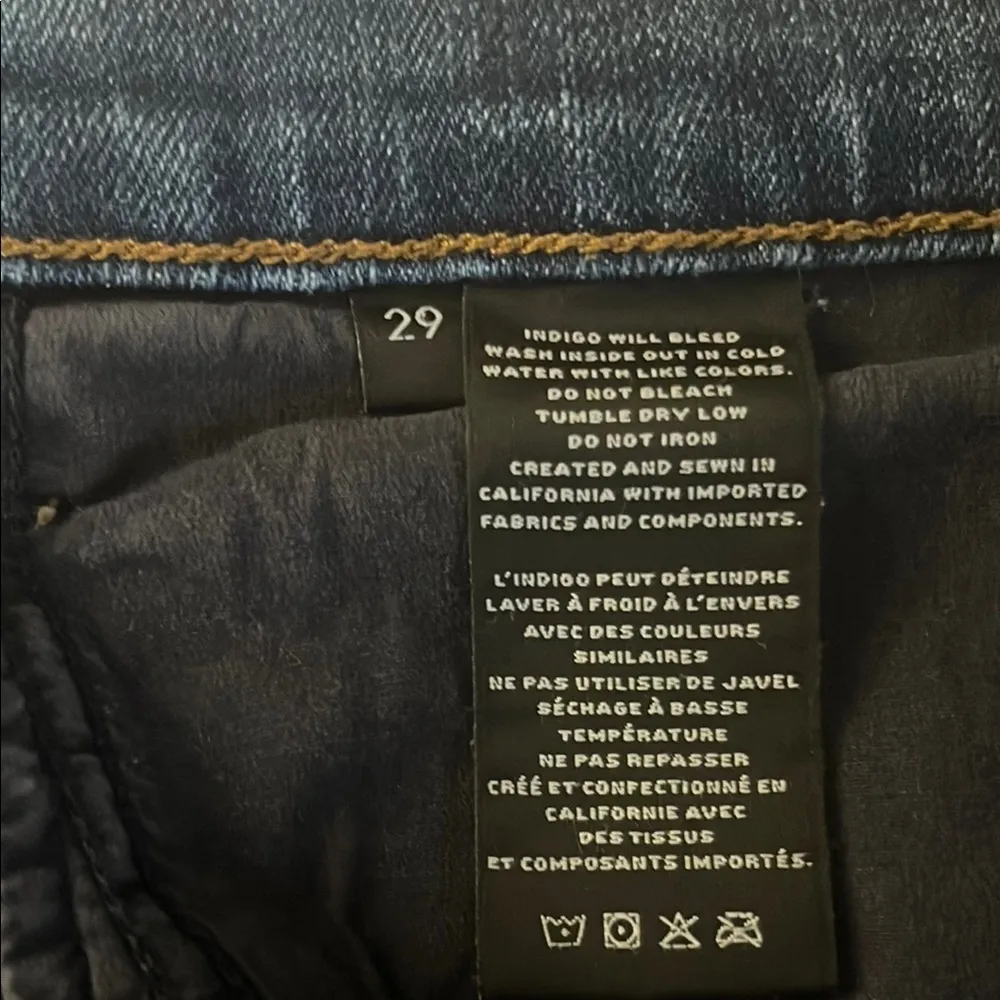 29
INDIGO WILL BLEED
WASH INSIDE OUT IN COLD
WATER WITH LIKE COLORS.
DO NOT BLEACH
TUMBLE DRY LOW
DO NOT IRON
CREATED AND SEWN IN
CALIFORNIA WITH IMPORTED
FABRICS AND COMPONENTS.
L'INDIGO PEUT DÉTEINDRE
LAVER À FROID À L'ENVERS
AVEC DES COULEURS
SIMILAIRES
NE PAS UTILISER DE JAVEL
SÉCHAGE À BASSE
TEMPÉRATURE
NE PAS REPASSER
CRÉÉ ET CONFECTIONNÉ EN
CALIFORNIE AVEC
DES TISSUS
ET COMPOSANTS IMPORTÉS.